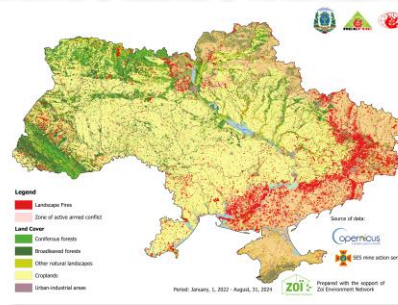 Legend
Landscape Fires
Zone of active armed conflict
Land Cover
Coniferous forests
Broadleaved forests
Other natural landscapes
Croplands
Urban-industrial areas
Period: January, 1, 2022 - August, 31, 2024
Source of data:
Copernicus
SES mine action
zoï
Prepared with the support of
Zoï Environment Network